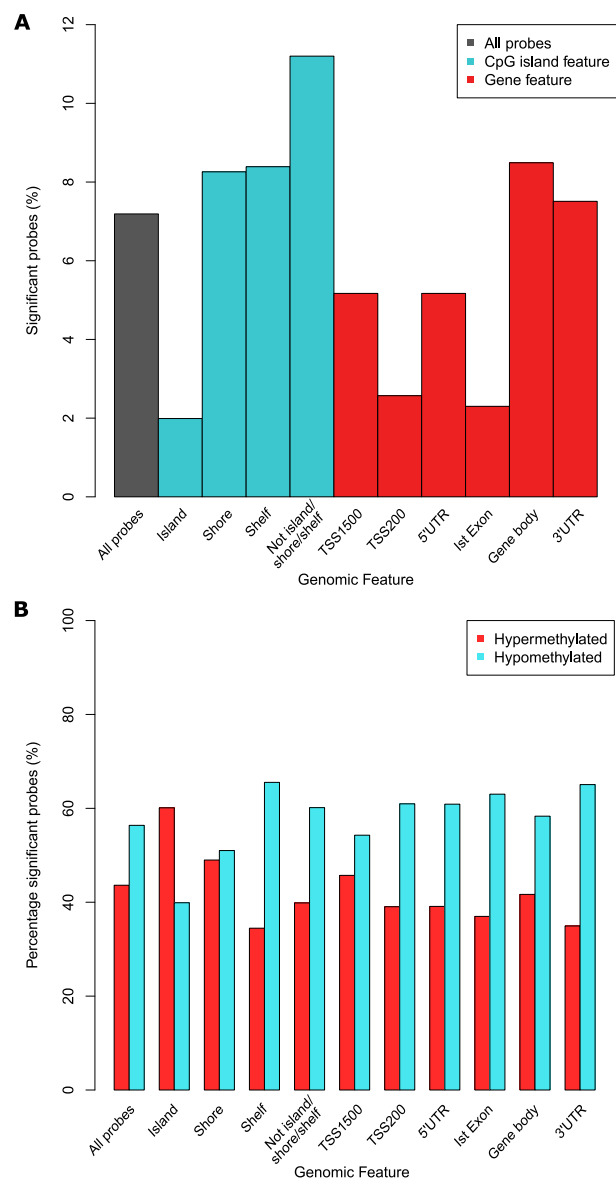 A
12
10
8
6
4
2
0
Significant probes (%)
All probes
CpG island feature
Gene feature
All probes
Island
Shore
Shelf
Not island/
shore/shelf
TSS1500
TSS200
5'UTR
Ist Exon
Gene body
3'UTR
Genomic Feature
B
100
80
60
40
20
0
Percentage significant probes (%)
Hypermethylated
Hypomethylated
All probes
Island
Shore
Shelf
Not island/
shore/shelf
TSS1500
TSS200
5'UTR
Ist Exon
Gene body
3'UTR
Genomic Feature